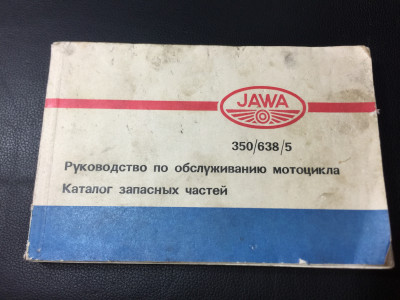 JAWA
350/638/5
Руководство по обслуживанию мотоцикла
Каталог запасных частей